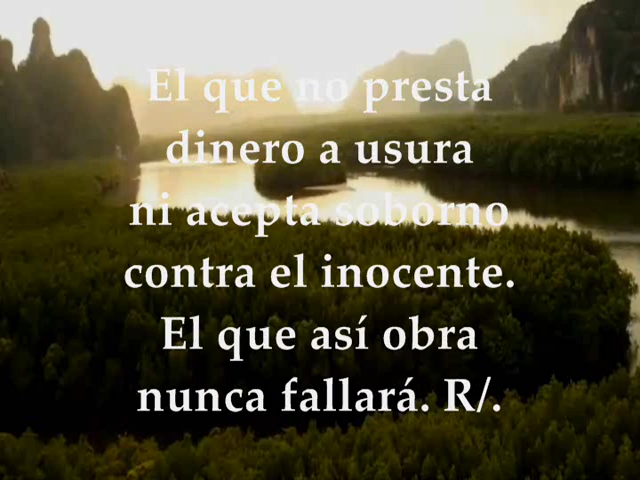 El que no presta
dinero a usura
ni acepta soborno
contra el inocente.
El que así obra
nunca fallará. R/.